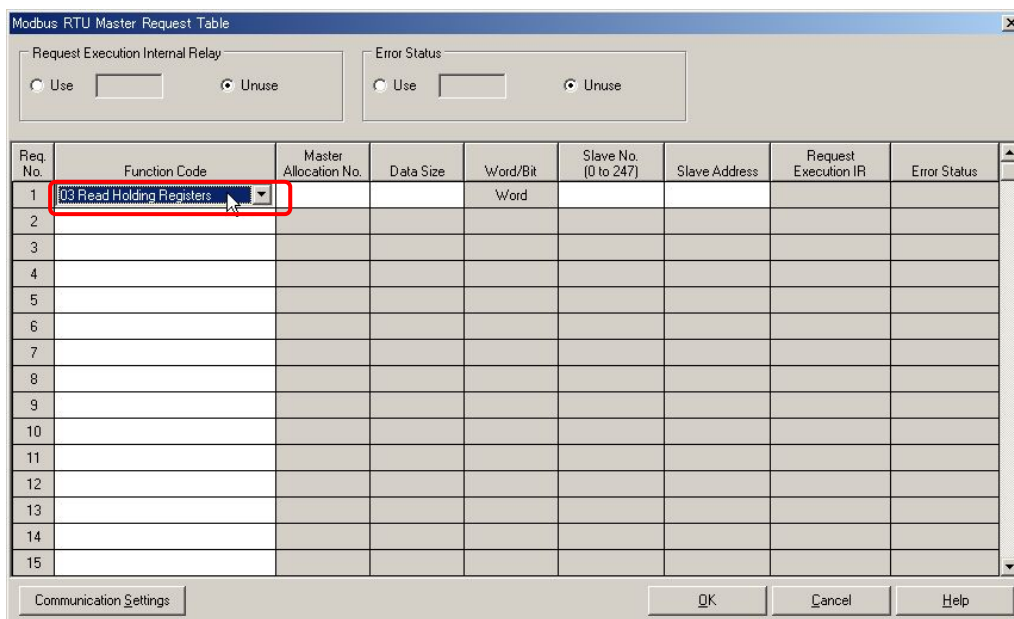 Modbus RTU Master Request Table
Request Execution Internal Relay
Error Status
Use
Unuse
Use
Unuse
Req. No. Function Code Master Allocation No. Data Size Word/Bit Slave No. (0 to 247) Slave Address Request Execution IR Error Status
1 03 Read Holding Registers Word
2
3
4
5
6
7
8
9
10
11
12
13
14
15
Communication Settings OK Cancel Help